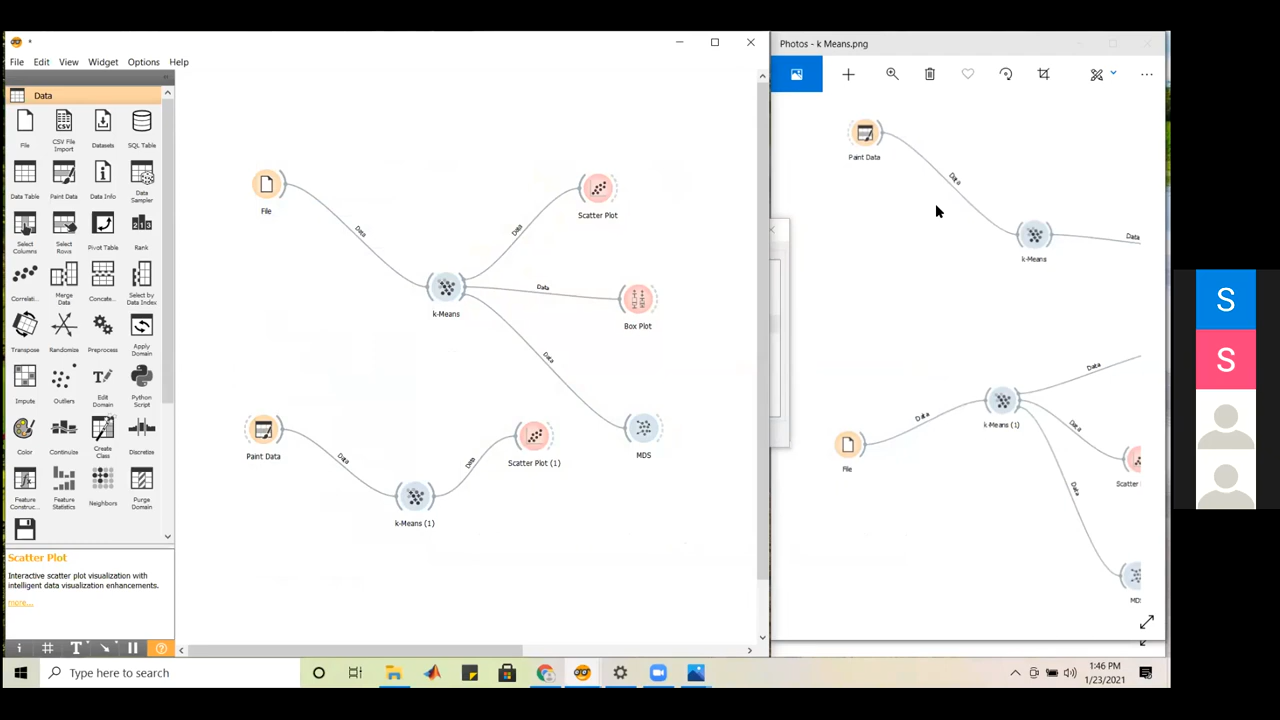 *
File Edit View Widget Options Help
Data
File
CSV File Import
Datasets
SQL Table
Data Table
Paint Data
Data Info
Data Sampler
Select Columns
Select Rows
Pivot Table
Rank
Correlati...
Merge Data
Concate...
Select by Data Index
Transpose
Randomize
Preprocess
Apply Domain
Impute
Outliers
Edit Domain
Python Script
Color
Continuize
Create Class
Discretize
Feature Construc...
Feature Statistics
Neighbors
Purge Domain
Scatter Plot
Interactive scatter plot visualization with
intelligent data visualization enhancements.
more...
File
Data
k-Means
Data
Scatter Plot
Data
Box Plot
Data
MDS
Paint Data
Data
k-Means (1)
Data
Scatter Plot (1)
Photos - k Means.png
Paint Data
Data
k-Means
Data
File
Data
k-Means (1)
Data
Data
Scatter
Data
MDS
S
S
Type here to search
1:46 PM
1/23/2021